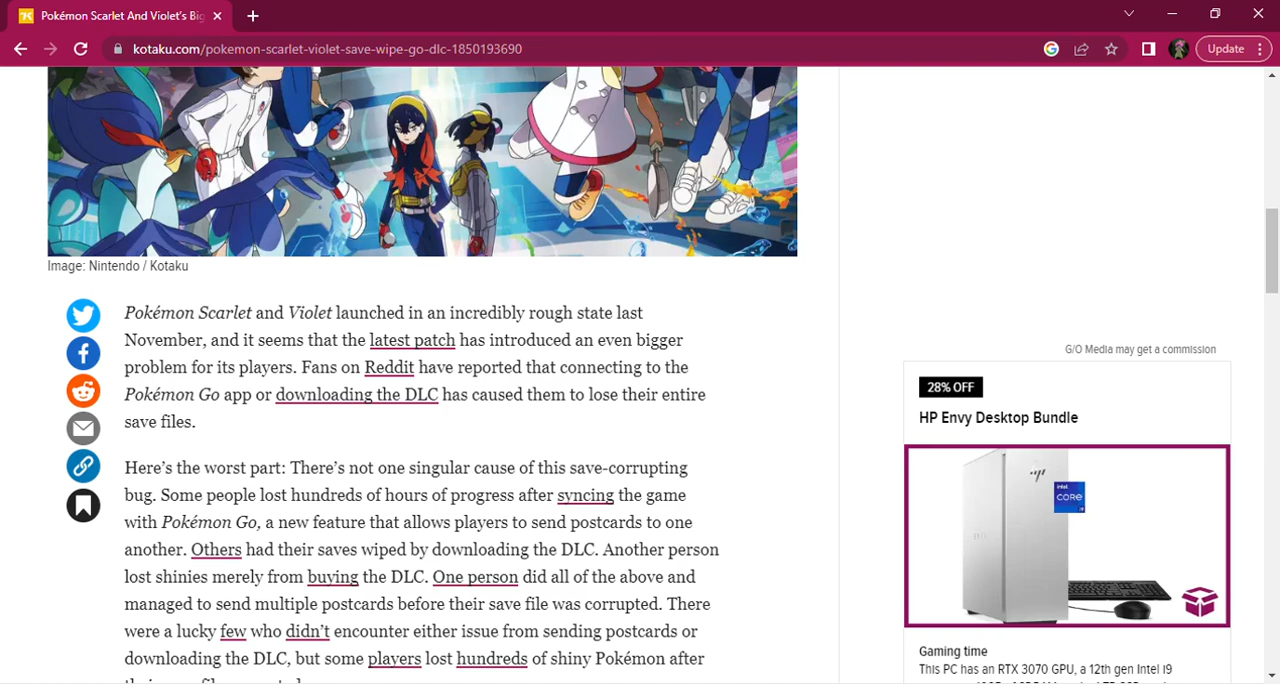 Pokémon Scarlet And Violet's Big
kotaku.com/pokemon-scarlet-violet-save-wipe-go-dlc-1850193690
Update
Image: Nintendo / Kotaku
Pokémon Scarlet and Violet launched in an incredibly rough state last
November, and it seems that the latest patch has introduced an even bigger
problem for its players. Fans on Reddit have reported that connecting to the
Pokémon Go app or downloading the DLC has caused them to lose their entire
save files.
Here's the worst part: There's not one singular cause of this save-corrupting
bug. Some people lost hundreds of hours of progress after syncing the game
with Pokémon Go, a new feature that allows players to send postcards to one
another. Others had their saves wiped by downloading the DLC. Another person
lost shinies merely from buying the DLC. One person did all of the above and
managed to send multiple postcards before their save file was corrupted. There
were a lucky few who didn't encounter either issue from sending postcards or
downloading the DLC, but some players lost hundreds of shiny Pokémon after
G/O Media may get a commission
28% OFF
HP Envy Desktop Bundle
intel
CORE
i9
Gaming time
This PC has an RTX 3070 GPU, a 12th gen Intel I9